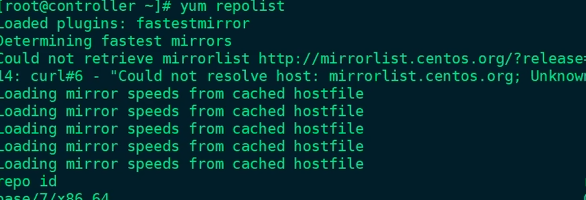 [root@controller ~]# yum repolist
Loaded plugins: fastestmirror
Determining fastest mirrors
Could not retrieve mirrorlist http://mirrorlist.centos.org/?release=
14: curl#6 - "Could not resolve host: mirrorlist.centos.org; Unknown
Loading mirror speeds from cached hostfile
Loading mirror speeds from cached hostfile
Loading mirror speeds from cached hostfile
Loading mirror speeds from cached hostfile
Loading mirror speeds from cached hostfile
repo id
base/7/x86_64